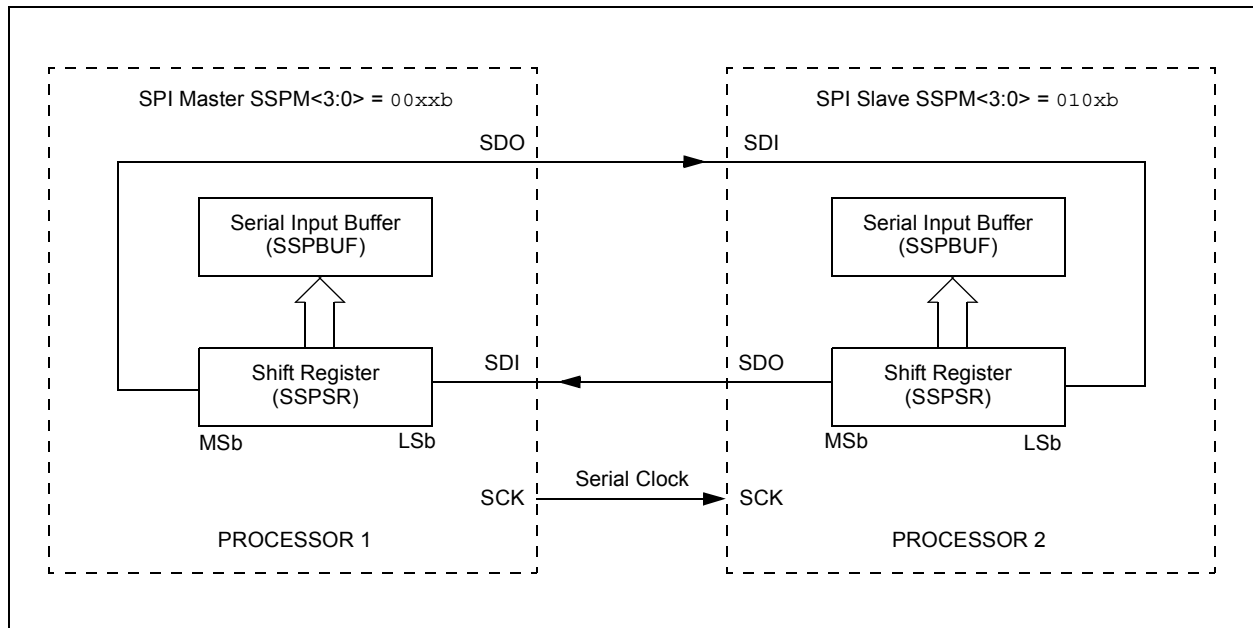 SPI Master SSPM<3:0> = 00xxb
SDO
Serial Input Buffer
(SSPBUF)
Shift Register
(SSPSR)
MSb
LSb
SDI
SCK
PROCESSOR 1
Serial Clock
SPI Slave SSPM<3:0> = 010xb
SDI
Serial Input Buffer
(SSPBUF)
SDO
Shift Register
(SSPSR)
MSb
LSb
SCK
PROCESSOR 2